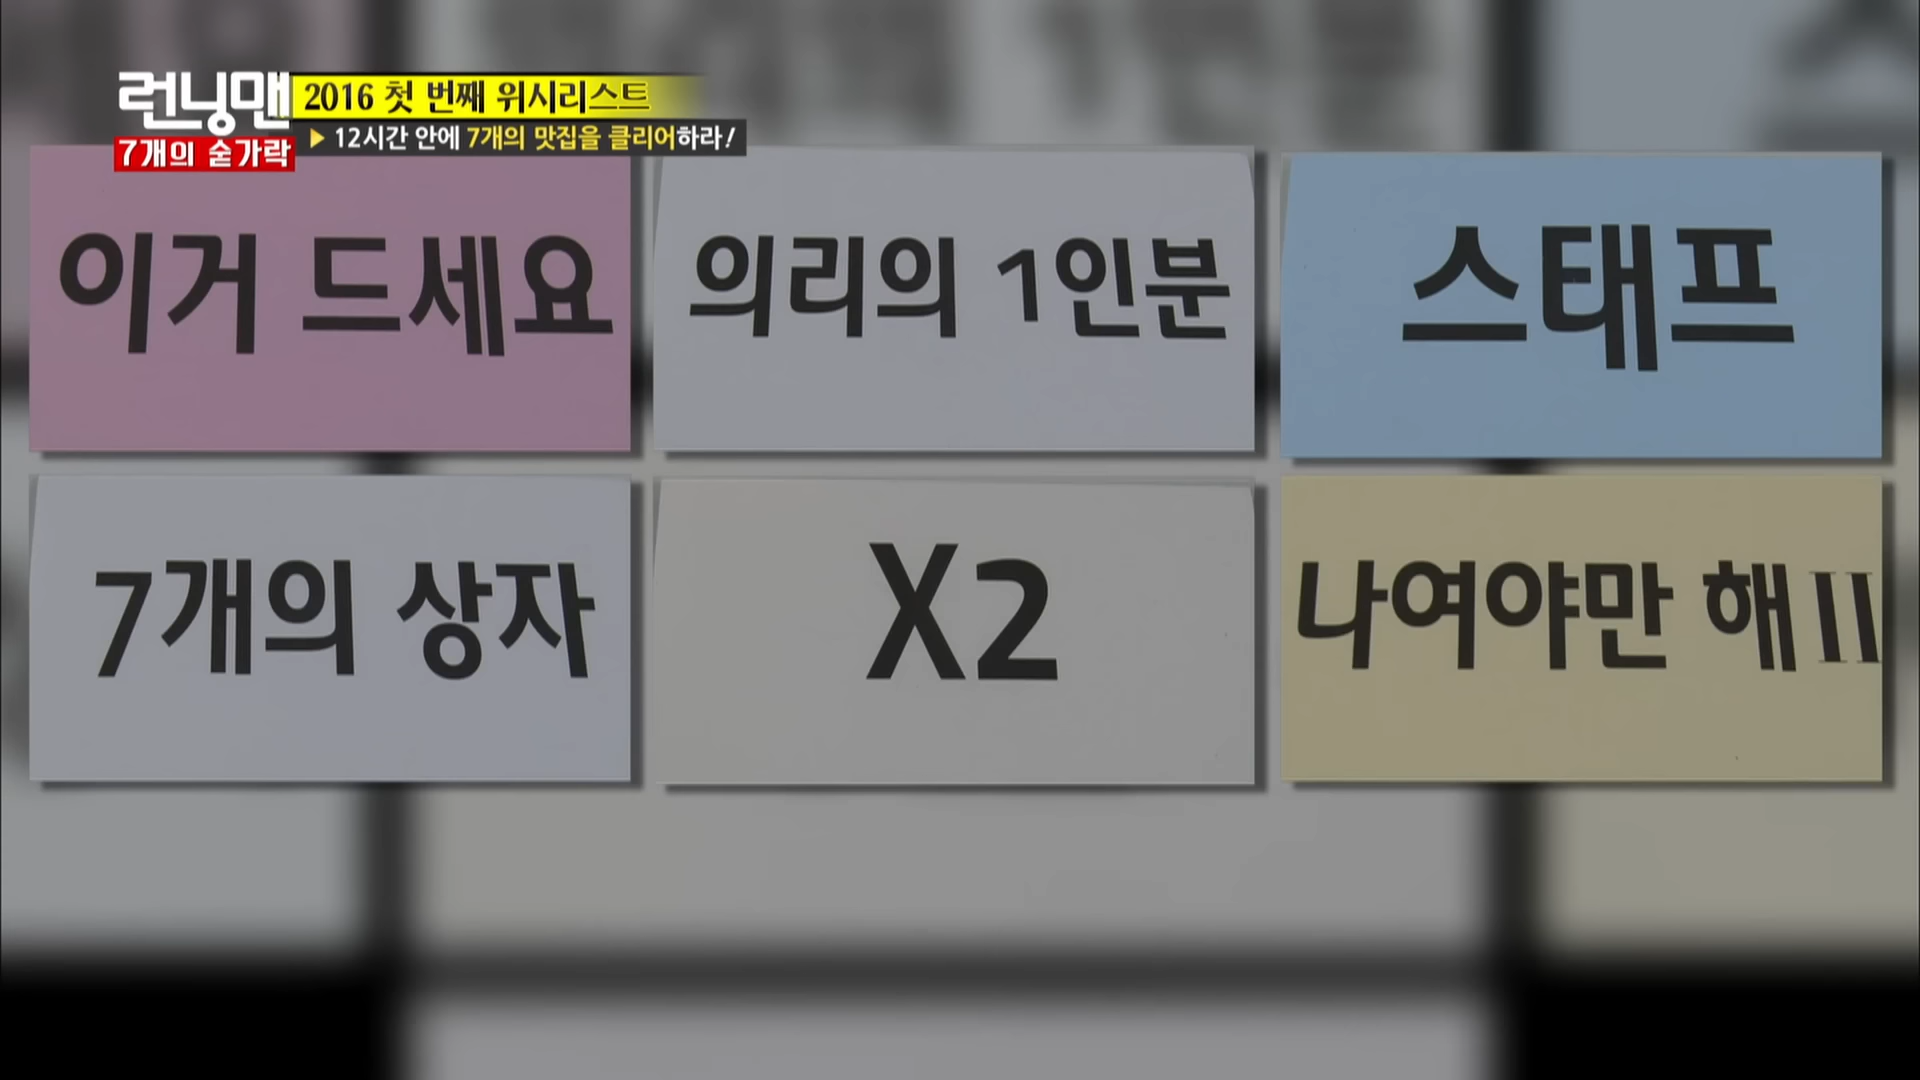 런닝맨
7개의 숟가락
2016 첫 번째 위시리스트
▶ 12시간 안에 7개의 맛집을 클리어하라!
이거 드세요
의리의 1인분
스태프
7개의 상자
X2
나여야만 해 II